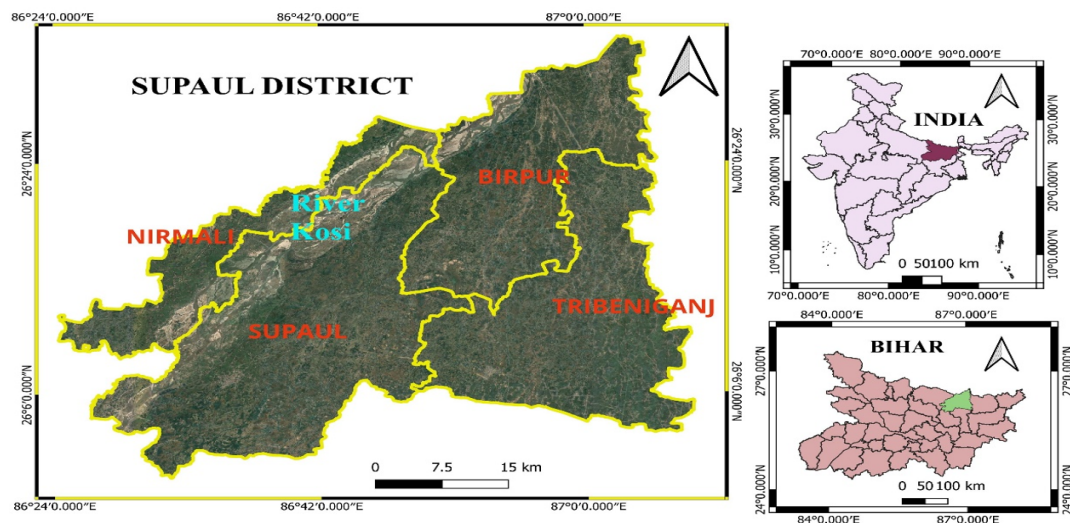 86°24′0.000″E 86°42′0.000″E 87°0′0.000″E
SUPAUL DISTRICT
26°24′0.000″N
26°24′0.000″N
BIRPUR
River
Kosi
NIRMALI
SUPAUL
TRIBENIGANJ
26°6′0.000″N
26°6′0.000″N
0 7.5 15 km
86°24′0.000″E 86°42′0.000″E 87°0′0.000″E
70°0.000′E 80°0.000′E 90°0.000′E
INDIA
30°0.000′N
30°0.000′N
20°0.000′N
20°0.000′N
10°0.000′N
10°0.000′N
0 50100 km
70°0.000′E 80°0.000′E 90°0.000′E
84°0.000′E 87°0.000′E
BIHAR
27°0.000′N
27°0.000′N
0 50 100 km
24°0.000′N
24°0.000′N
84°0.000′E 87°0.000′E